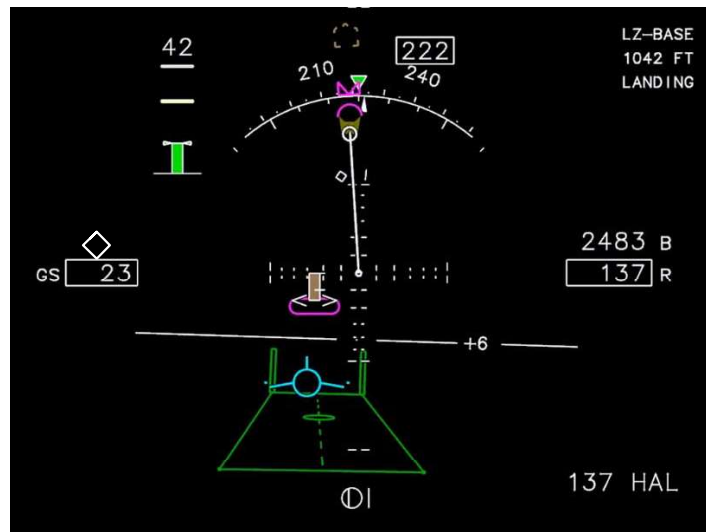 42
222
210
240
LZ-BASE
1042 FT
LANDING
2483 B
GS 23
137 R
+6
137 HAL